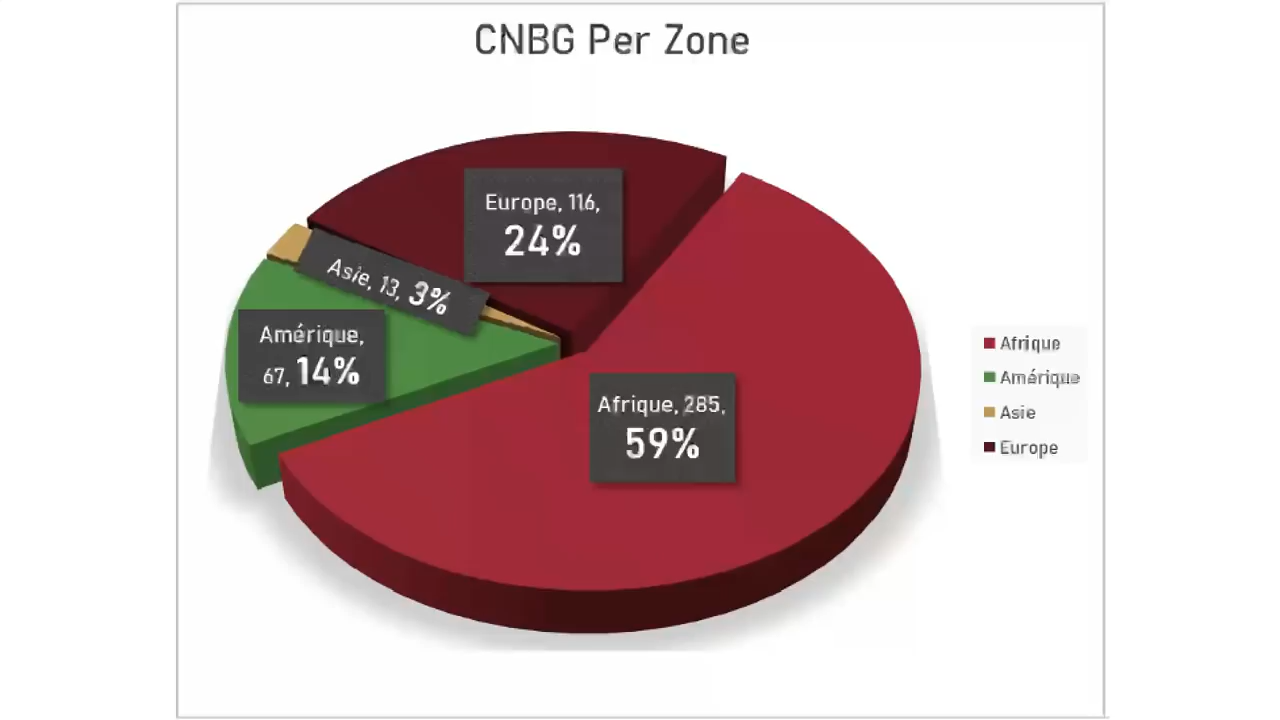 CNBG Per Zone
Europe, 116,
24%
Asie, 13, 3%
Amérique,
67, 14%
Afrique, 285,
59%
Afrique
Amérique
Asie
Europe